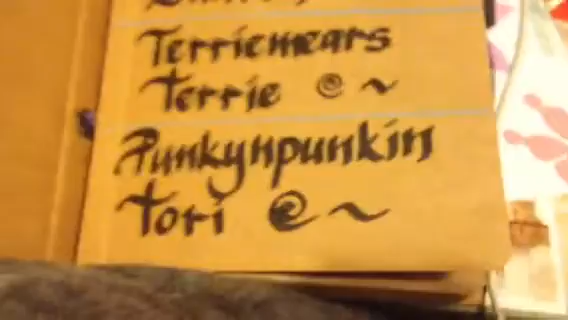 Terriemears
Terrie @ ~
Punkynpunkin
Tori @ ~